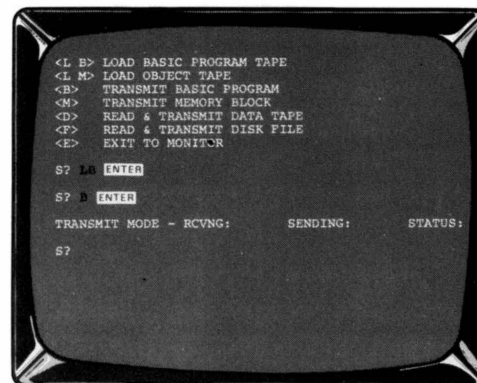 <L B> LOAD BASIC PROGRAM TAPE
<L M> LOAD OBJECT TAPE
<B> TRANSMIT BASIC PROGRAM
<M> TRANSMIT MEMORY BLOCK
<D> READ & TRANSMIT DATA TAPE
<F> READ & TRANSMIT DISK FILE
<E> EXIT TO MONITOR
S? LB ENTER
S? B ENTER
TRANSMIT MODE - RCVNG: SENDING: STATUS:
S?